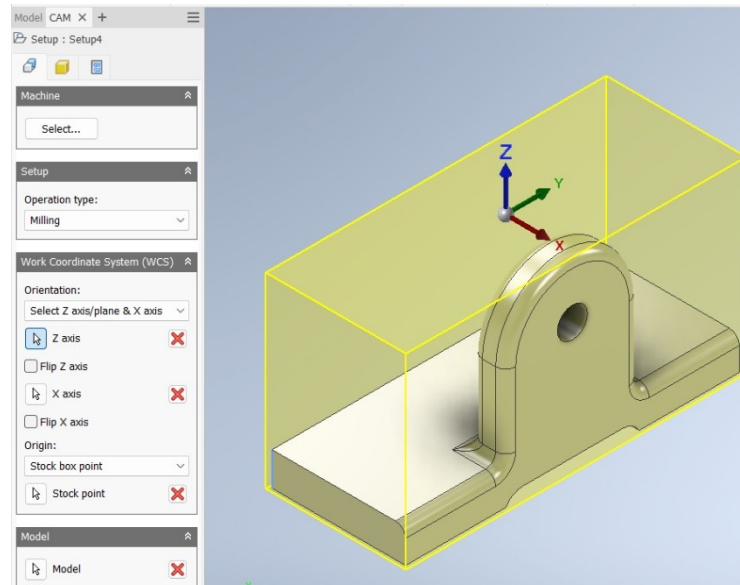 Model CAM × +
Setup : Setup4
Machine
Select...
Setup
Operation type:
Milling
Work Coordinate System (WCS)
Orientation:
Select Z axis/plane & X axis
Z axis
Flip Z axis
X axis
Flip X axis
Origin:
Stock box point
Stock point
Model
Model
Z
Y
X